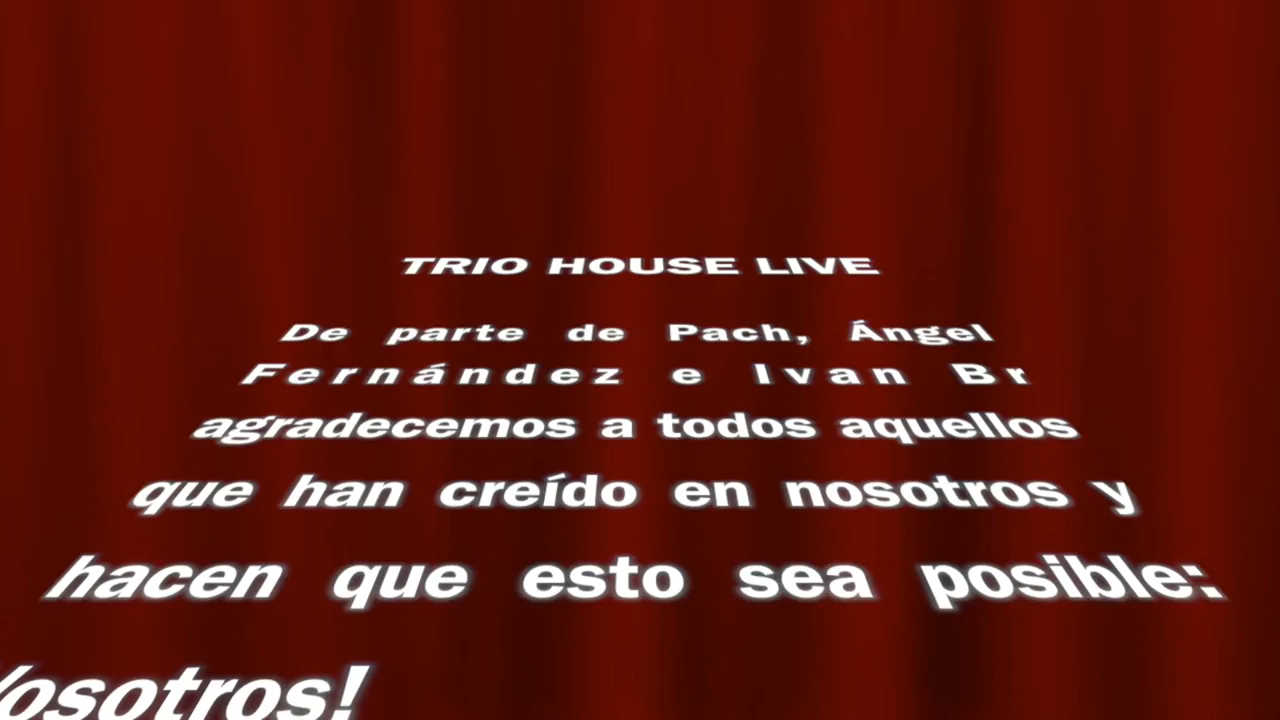 TRIO HOUSE LIVE
De parte de Pach, Ángel
Fernández e Ivan Br
agradecemos a todos aquellos
que han creído en nosotros y
hacen que esto sea posible:
Vosotros!